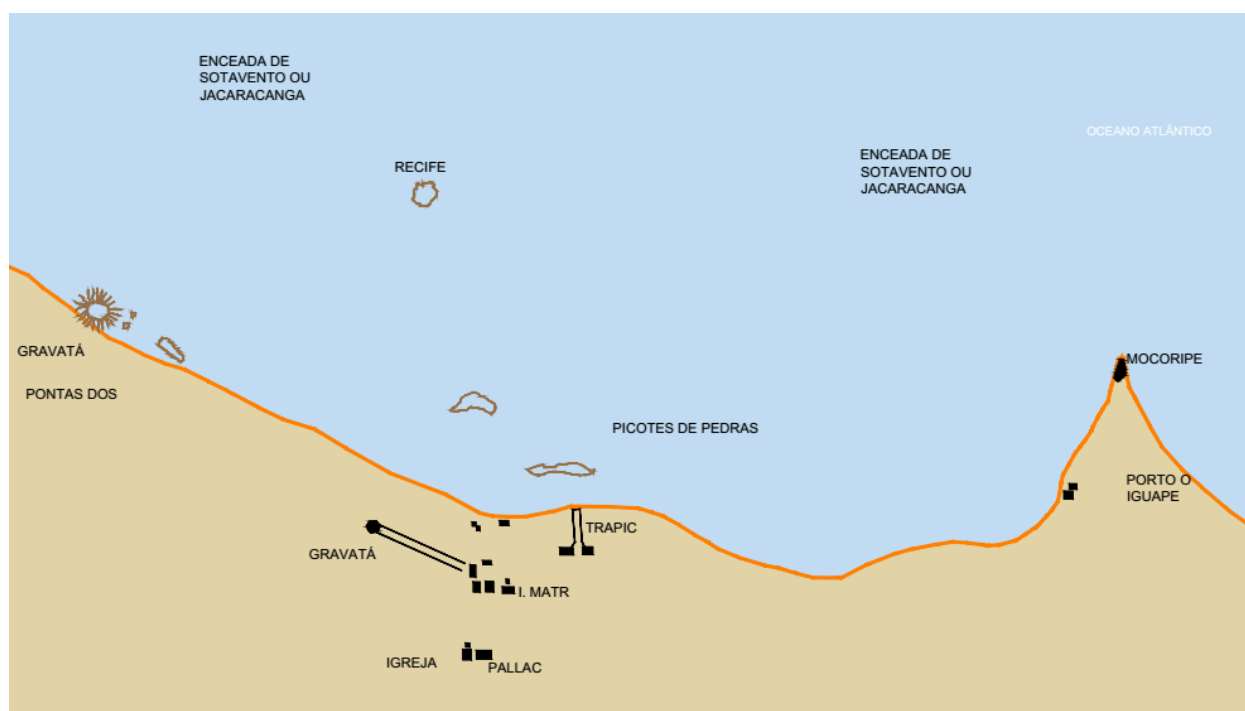 ENCEADA DE
SOTAVENTO OU
JACARACANGA
OCEANO ATLÂNTICO
RECIFE
ENCEADA DE
SOTAVENTO OU
JACARACANGA
GRAVATÁ
PONTAS DOS
MOCORIPE
PICOTES DE PEDRAS
PORTO O
IGUAPE
TRAPIC
GRAVATÁ
I. MATR
IGREJA
PALLAC